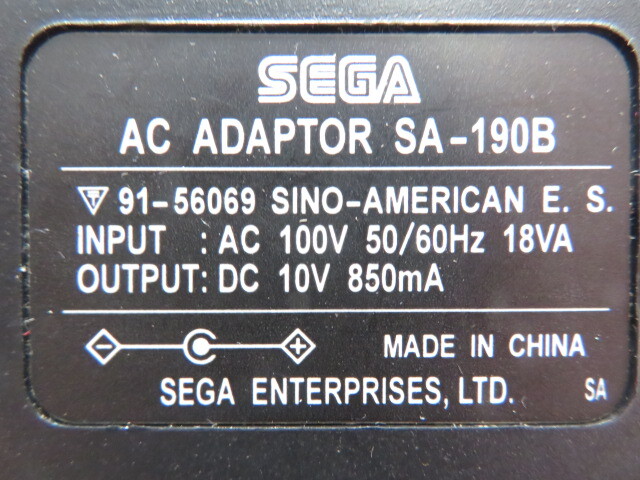 SEGA
AC ADAPTOR SA-190B
91-56069 SINO-AMERICAN E. S.
INPUT : AC 100V 50/60Hz 18VA
OUTPUT: DC 10V 850mA
MADE IN CHINA
SEGA ENTERPRISES, LTD. SA